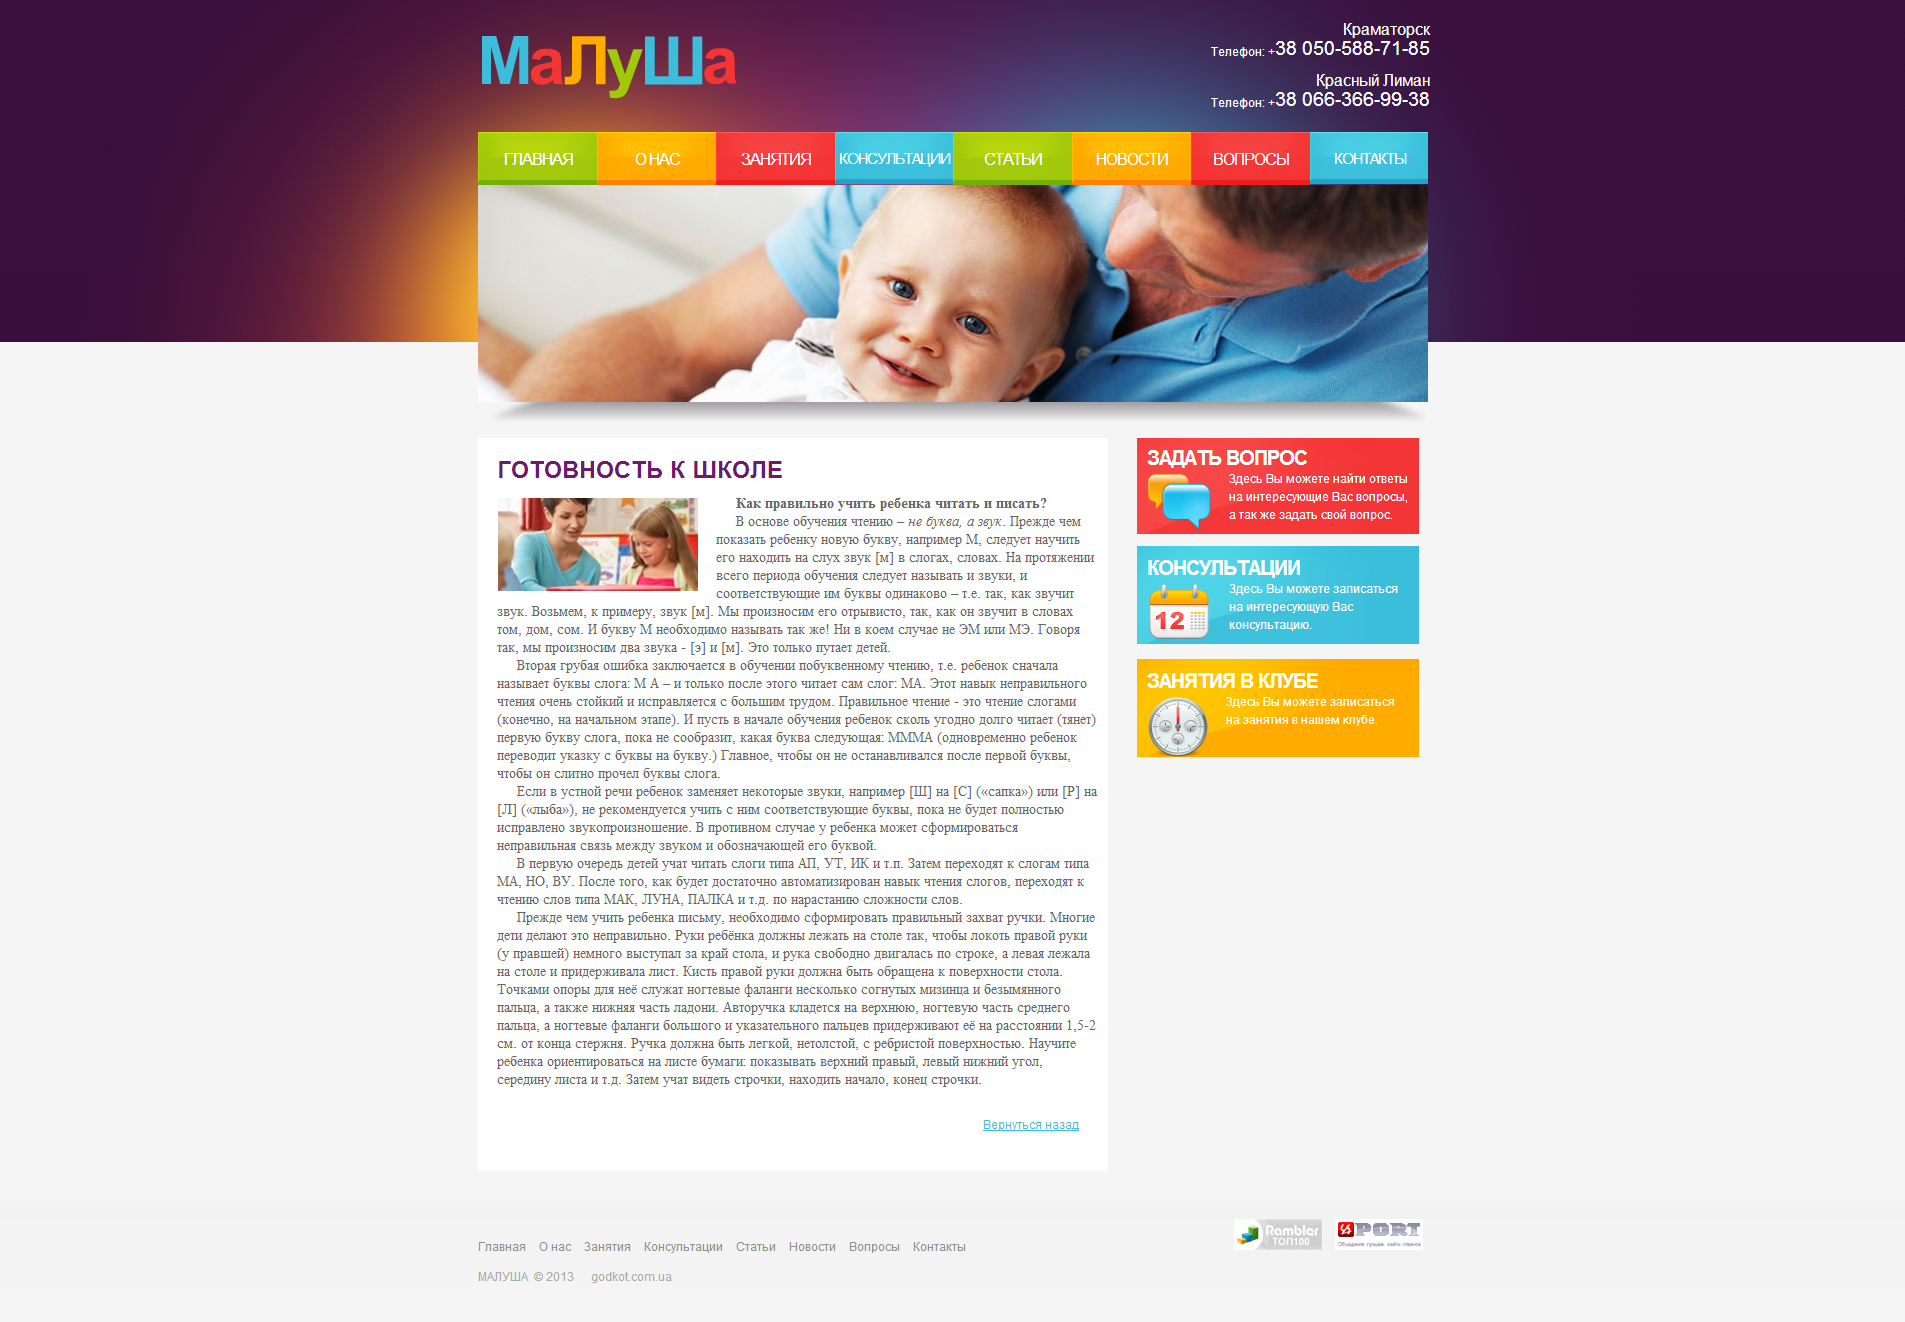 МаЛуШа
Краматорск
Телефон: +38 050-588-71-85
Красный Лиман
Телефон: +38 066-366-99-38
ГЛАВНАЯ О НАС ЗАНЯТИЯ КОНСУЛЬТАЦИИ СТАТЬИ НОВОСТИ ВОПРОСЫ КОНТАКТЫ
ГОТОВНОСТЬ К ШКОЛЕ
Как правильно учить ребенка читать и писать?
В основе обучения чтению – не буква, а звук. Прежде чем
показать ребенку новую букву, например М, следует научить
его находить на слух звук [м] в слогах, словах. На протяжении
всего периода обучения следует называть и звуки, и
соответствующие им буквы одинаково – т.е. так, как звучит
звук. Возьмем, к примеру, звук [м]. Мы произносим его отрывисто, так, как он звучит в словах
том, дом, сом. И букву М необходимо называть так же! Ни в коем случае не ЭМ или МЭ. Говоря
так, мы произносим два звука - [э] и [м]. Это только путает детей.
Вторая грубая ошибка заключается в обучении побуквенному чтению, т.е. ребенок сначала
называет буквы слога: М А – и только после этого читает сам слог: МА. Этот навык неправильного
чтения очень стойкий и исправляется с большим трудом. Правильное чтение - это чтение слогами
(конечно, на начальном этапе). И пусть в начале обучения ребенок сколь угодно долго читает (тянет)
первую букву слога, пока не сообразит, какая буква следующая: МММА (одновременно ребенок
переводит указку с буквы на букву.) Главное, чтобы он не останавливался после первой буквы,
чтобы он слитно прочел буквы слога.
Если в устной речи ребенок заменяет некоторые звуки, например [Ш] на [С] («сапка») или [Р] на
[Л] («лыба»), не рекомендуется учить с ним соответствующие буквы, пока не будет полностью
исправлено звукопроизношение. В противном случае у ребенка может сформироваться
неправильная связь между звуком и обозначающей его буквой.
В первую очередь детей учат читать слоги типа АП, УТ, ИК и т.п. Затем переходят к слогам типа
МА, НО, ВУ. После того, как будет достаточно автоматизирован навык чтения слогов, переходят к
чтению слов типа МАК, ЛУНА, ПАЛКА и т.д. по нарастанию сложности слов.
Прежде чем учить ребенка письму, необходимо сформировать правильный захват ручки. Многие
дети делают это неправильно. Руки ребёнка должны лежать на столе так, чтобы локоть правой руки
(у правшей) немного выступал за край стола, и рука свободно двигалась по строке, а левая лежала
на столе и придерживала лист. Кисть правой руки должна быть обращена к поверхности стола.
Точками опоры для неё служат ногтевые фаланги несколько согнутых мизинца и безымянного
пальца, а также нижняя часть ладони. Авторучка кладется на верхнюю, ногтевую часть среднего
пальца, а ногтевые фаланги большого и указательного пальцев придерживают её на расстоянии 1,5-2
см. от конца стержня. Ручка должна быть легкой, нетолстой, с ребристой поверхностью. Научите
ребенка ориентироваться на листе бумаги: показывать верхний правый, левый нижний угол,
середину листа и т.д. Затем учат видеть строчки, находить начало, конец строчки.
Вернуться назад
ЗАДАТЬ ВОПРОС
Здесь Вы можете найти ответы
на интересующие Вас вопросы,
а так же задать свой вопрос.
КОНСУЛЬТАЦИИ
Здесь Вы можете записаться
на интересующую Вас
консультацию.
12
ЗАНЯТИЯ В КЛУБЕ
Здесь Вы можете записаться
на занятия в нашем клубе.
Главная О нас Занятия Консультации Статьи Новости Вопросы Контакты
МАЛУША © 2013 godkot.com.ua
Rambler
ТОП100
PORT